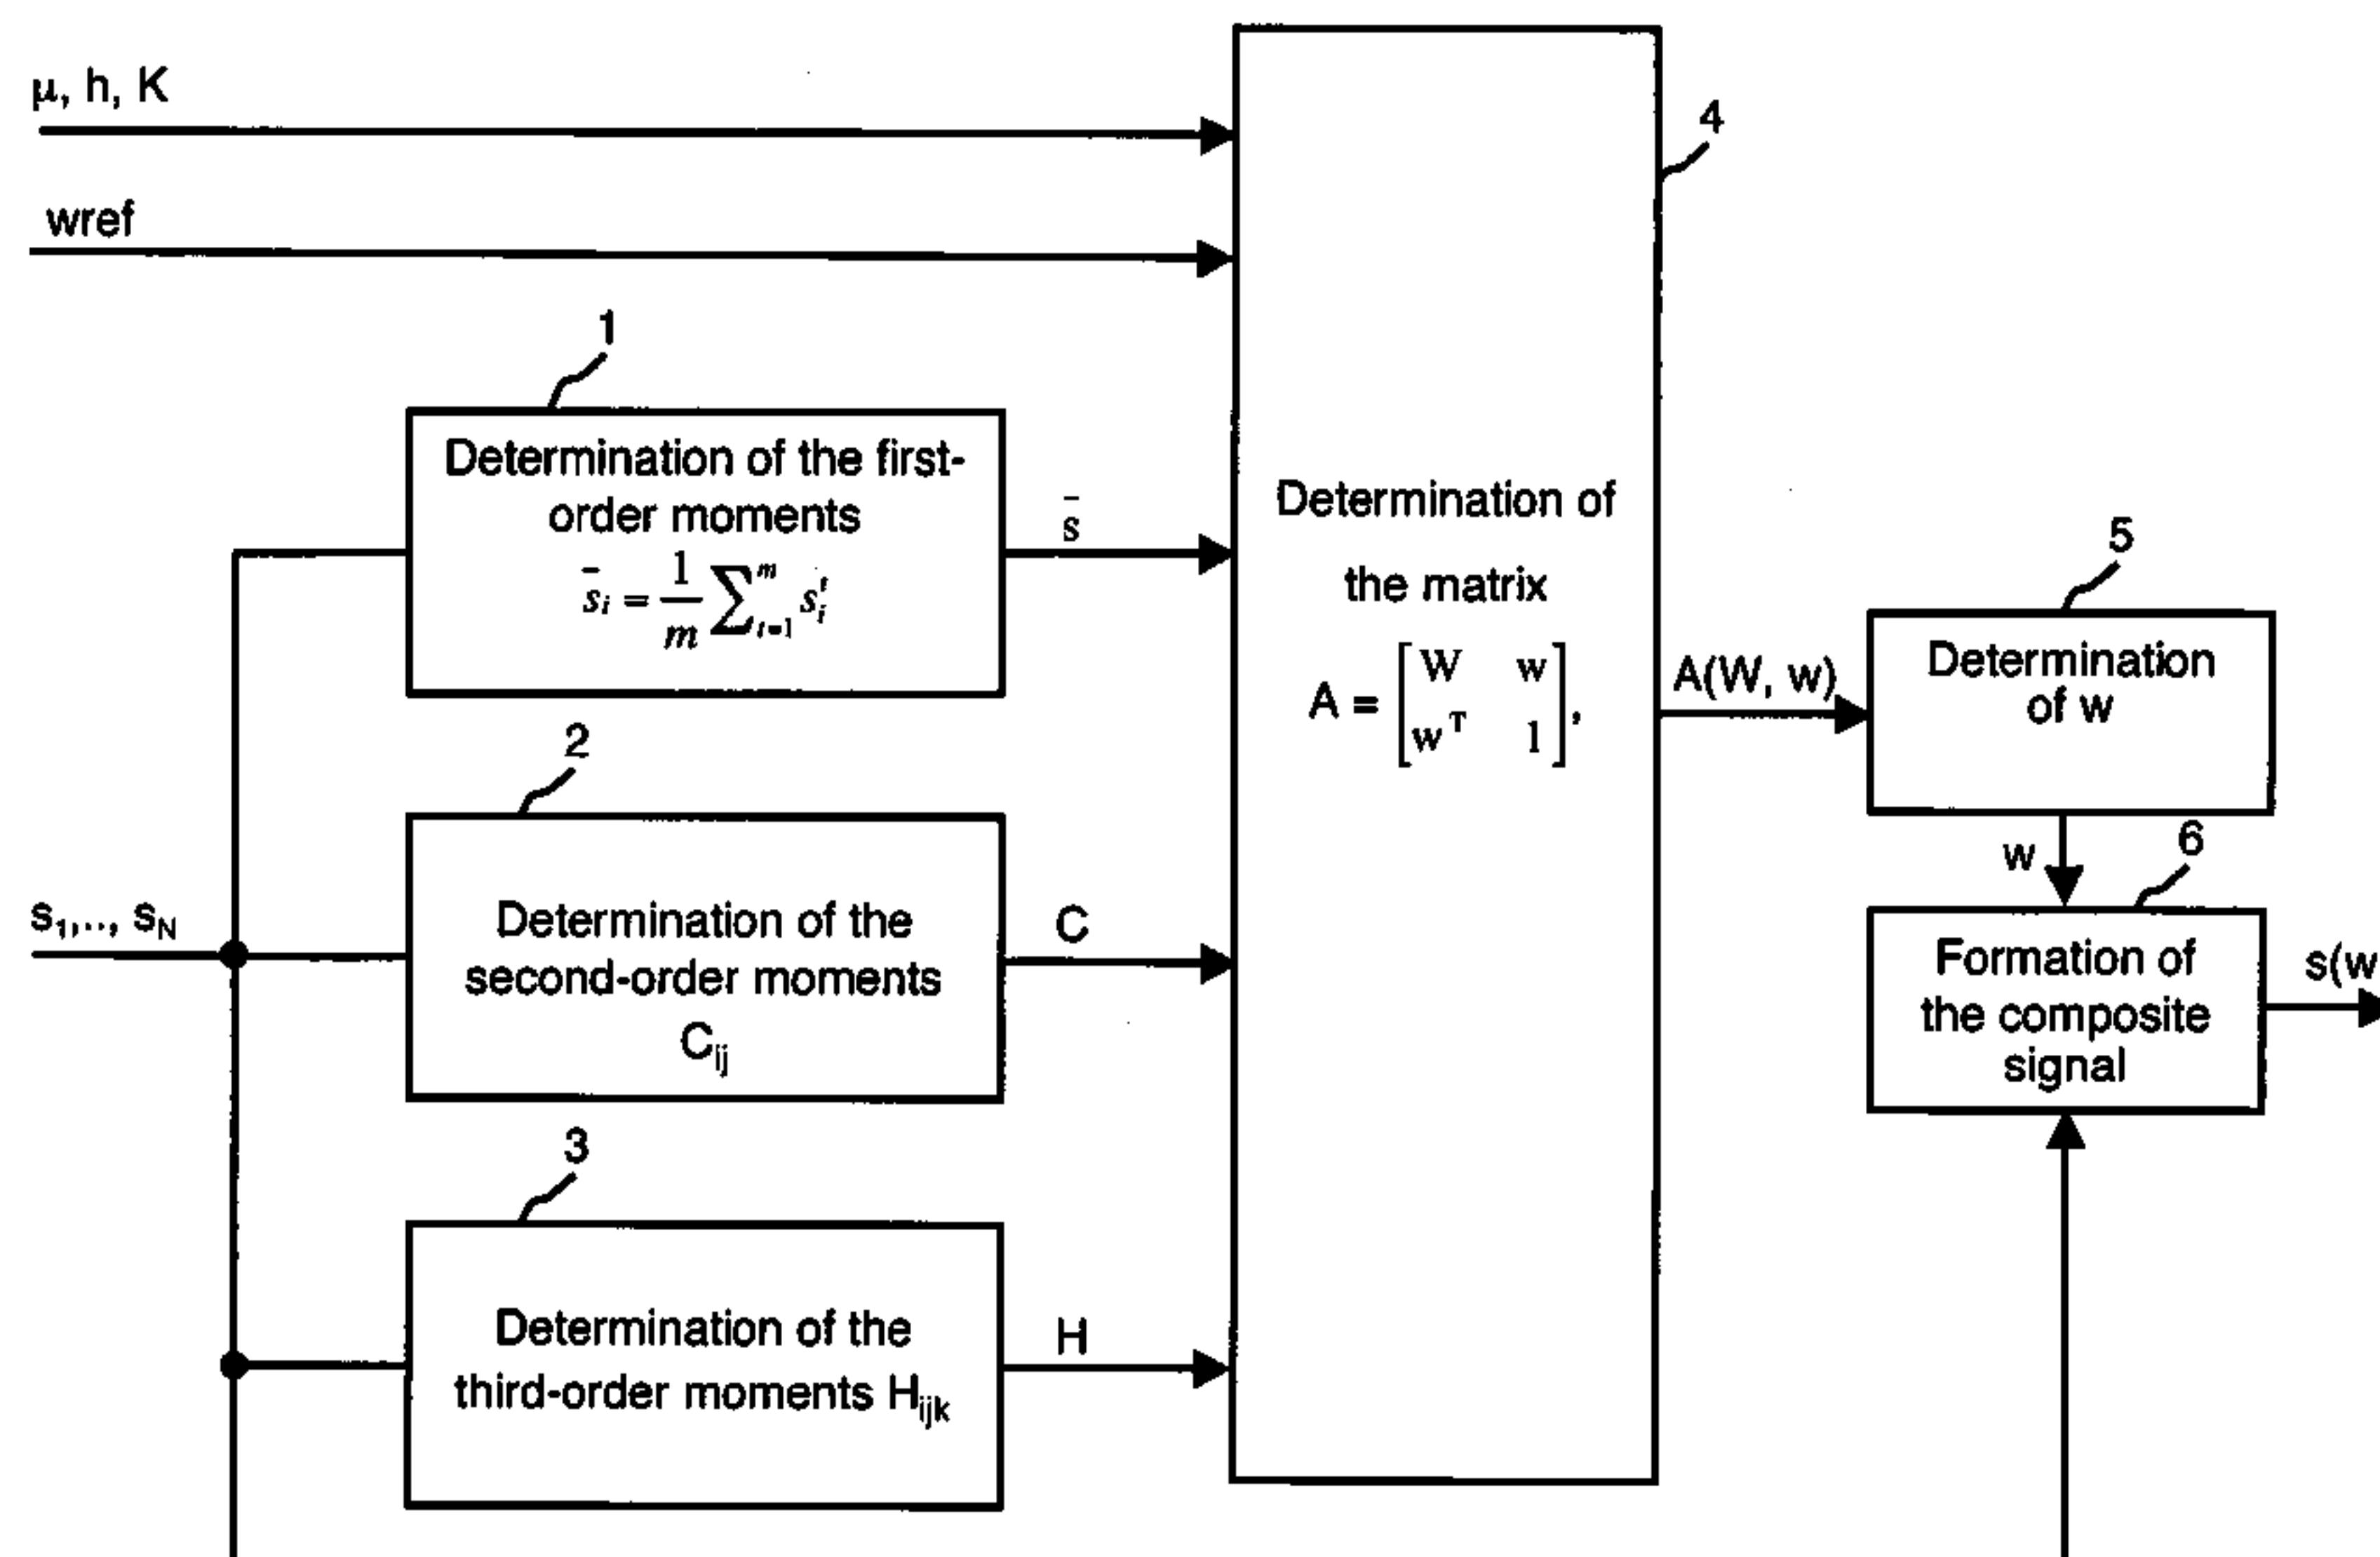 μ, h, K
wref
1
Determination of the first-
order moments
s̄ᵢ = 1/m ∑ᵗ⁼¹ᵐ sᵢᵗ
s̄
2
Determination of the
second-order moments
Cᵢⱼ
C
s₁,.., s_N
3
Determination of the
third-order moments Hᵢⱼₖ
H
4
Determination of
the matrix
A = [W w
wᵀ 1],
A(W, w)
5
Determination
of w
w
6
Formation of
the composite
signal
s(w